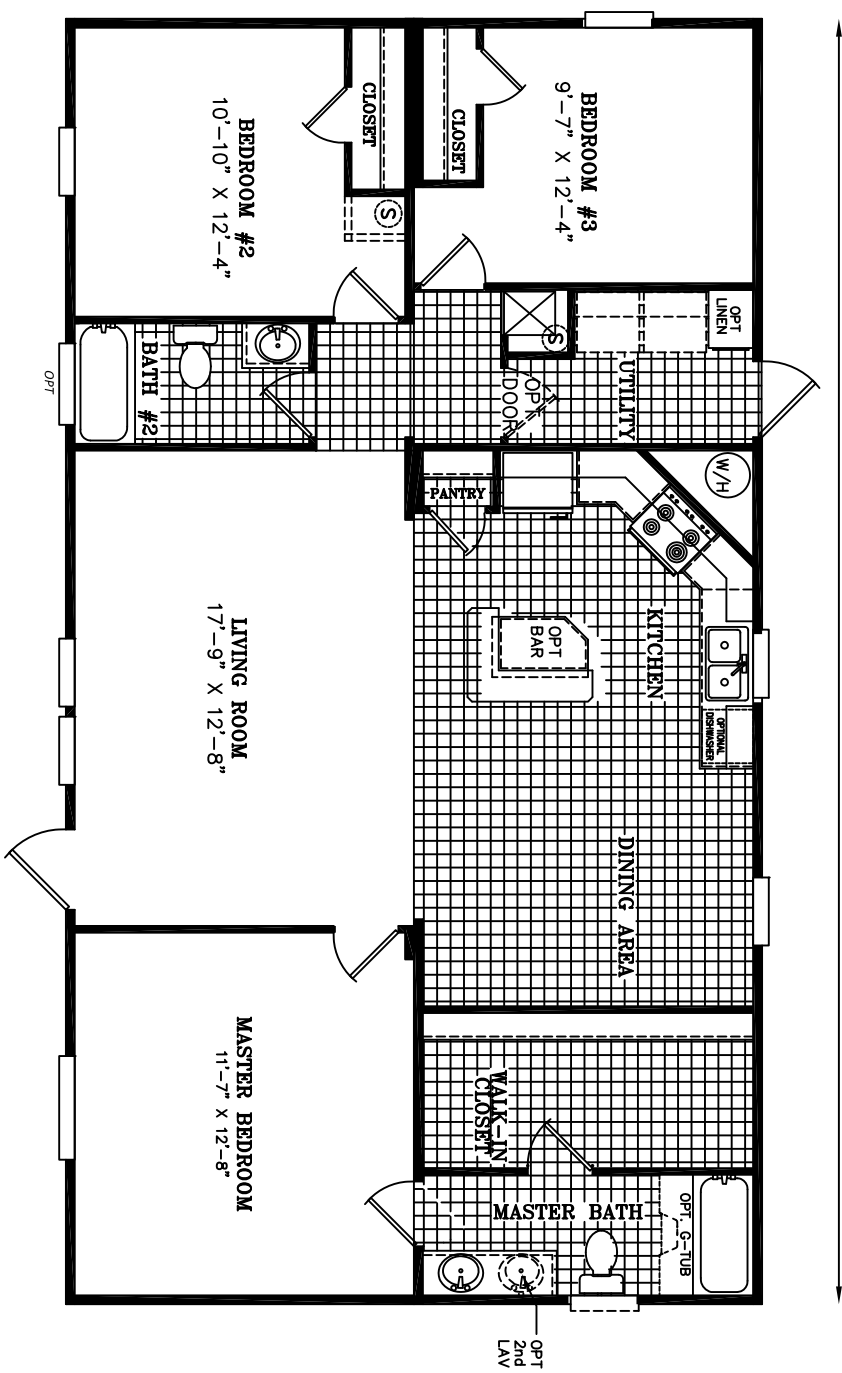 BEDROOM #3
9'-7" X 12'-4"
CLOSET
CLOSET
BEDROOM #2
10'-10" X 12'-4"
S
OPT
LINEN
S
UTILITY
OPT
DOOR
BATH #2
OPT
W/H
PANTRY
KITCHEN
OPT
BAR
OPTIONAL
DISHWASHER
LIVING ROOM
17'-9" X 12'-8"
DINING AREA
WALK-IN
CLOSET
MASTER BEDROOM
11'-7" X 12'-8"
MASTER BATH
OPT. G-TUB
OPT
2nd
LAV